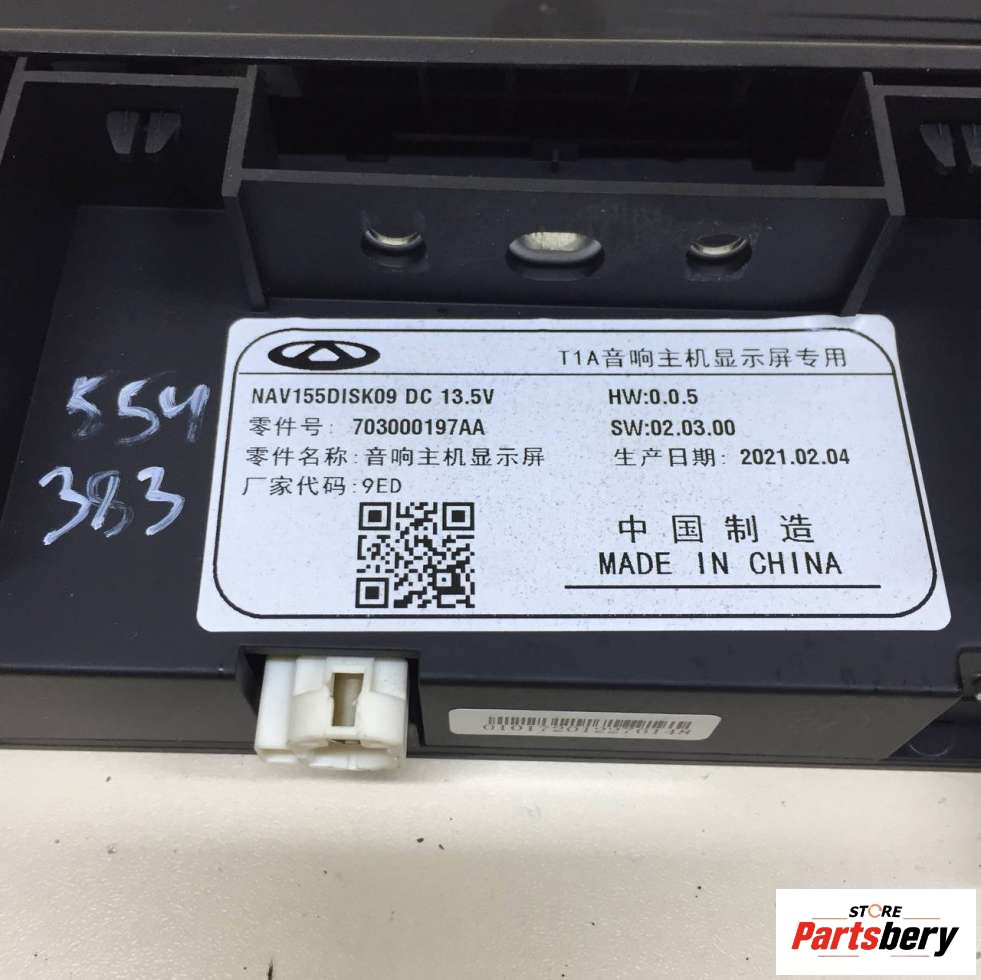 T1A音响主机显示屏专用
NAV155DISK09 DC 13.5V
HW:0.0.5
零件号: 703000197AA
SW:02.03.00
零件名称:音响主机显示屏
生产日期: 2021.02.04
厂家代码:9ED
中国制造
MADE IN CHINA
554
383
STORE
Partsbery